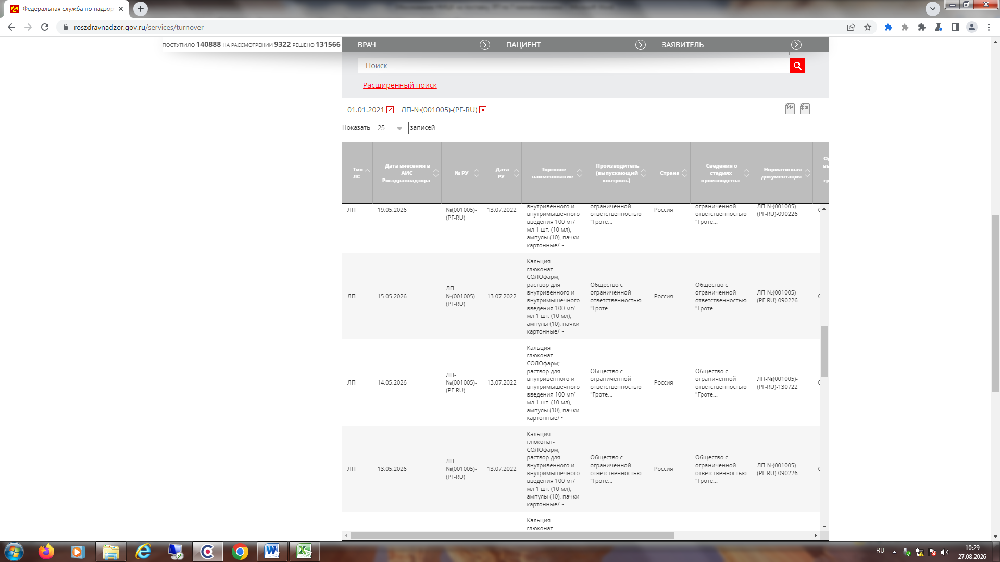 Федеральная служба по надзор
roszdravnadzor.gov.ru/services/turnover
ПОСТУПИЛО 140888 НА РАССМОТРЕНИИ 9322 РЕШЕНО 131566
ВРАЧ
ПАЦИЕНТ
ЗАЯВИТЕЛЬ
Поиск
Расширенный поиск
01.01.2021
ЛП-№(001005)-(РГ-RU)
xls
pdf
Показать 25 записей
Тип ЛС
Дата внесения в АИС Росздравнадзора
№ РУ
Дата РУ
Торговое наименование
Производитель (выпускающий контроль)
Страна
Сведения о стадиях производства
Нормативная документация
ЛП
19.05.2026
№(001005)-
(РГ-RU)
13.07.2022
внутривенного и
внутримышечного
введения 100 мг/
мл 1 шт. (10 мл),
ампулы (10), пачки
картонные/ ~
ограниченной
ответственностью
"Гроте...
Россия
ограниченной
ответственностью
"Гроте...
ЛП-№(001005)-
(РГ-RU)-090226
ЛП
15.05.2026
ЛП-
№(001005)-
(РГ-RU)
13.07.2022
Кальция
глюконат-
СОЛОфарм;
раствор для
внутривенного и
внутримышечного
введения 100 мг/
мл 1 шт. (10 мл),
ампулы (10), пачки
картонные/ ~
Общество с
ограниченной
ответственностью
"Гроте...
Россия
Общество с
ограниченной
ответственностью
"Гроте...
ЛП-№(001005)-
(РГ-RU)-090226
ЛП
14.05.2026
ЛП-
№(001005)-
(РГ-RU)
13.07.2022
Кальция
глюконат-
СОЛОфарм;
раствор для
внутривенного и
внутримышечного
введения 100 мг/
мл 1 шт. (10 мл),
ампулы (10), пачки
картонные/ ~
Общество с
ограниченной
ответственностью
"Гроте...
Россия
Общество с
ограниченной
ответственностью
"Гроте...
ЛП-№(001005)-
(РГ-RU)-130722
ЛП
13.05.2026
ЛП-
№(001005)-
(РГ-RU)
13.07.2022
Кальция
глюконат-
СОЛОфарм;
раствор для
внутривенного и
внутримышечного
введения 100 мг/
мл 1 шт. (10 мл),
ампулы (10), пачки
картонные/ ~
Общество с
ограниченной
ответственностью
"Гроте...
Россия
Общество с
ограниченной
ответственностью
"Гроте...
ЛП-№(001005)-
(РГ-RU)-090226
Кальция
глюконат-
RU
10:29
27.08.2026